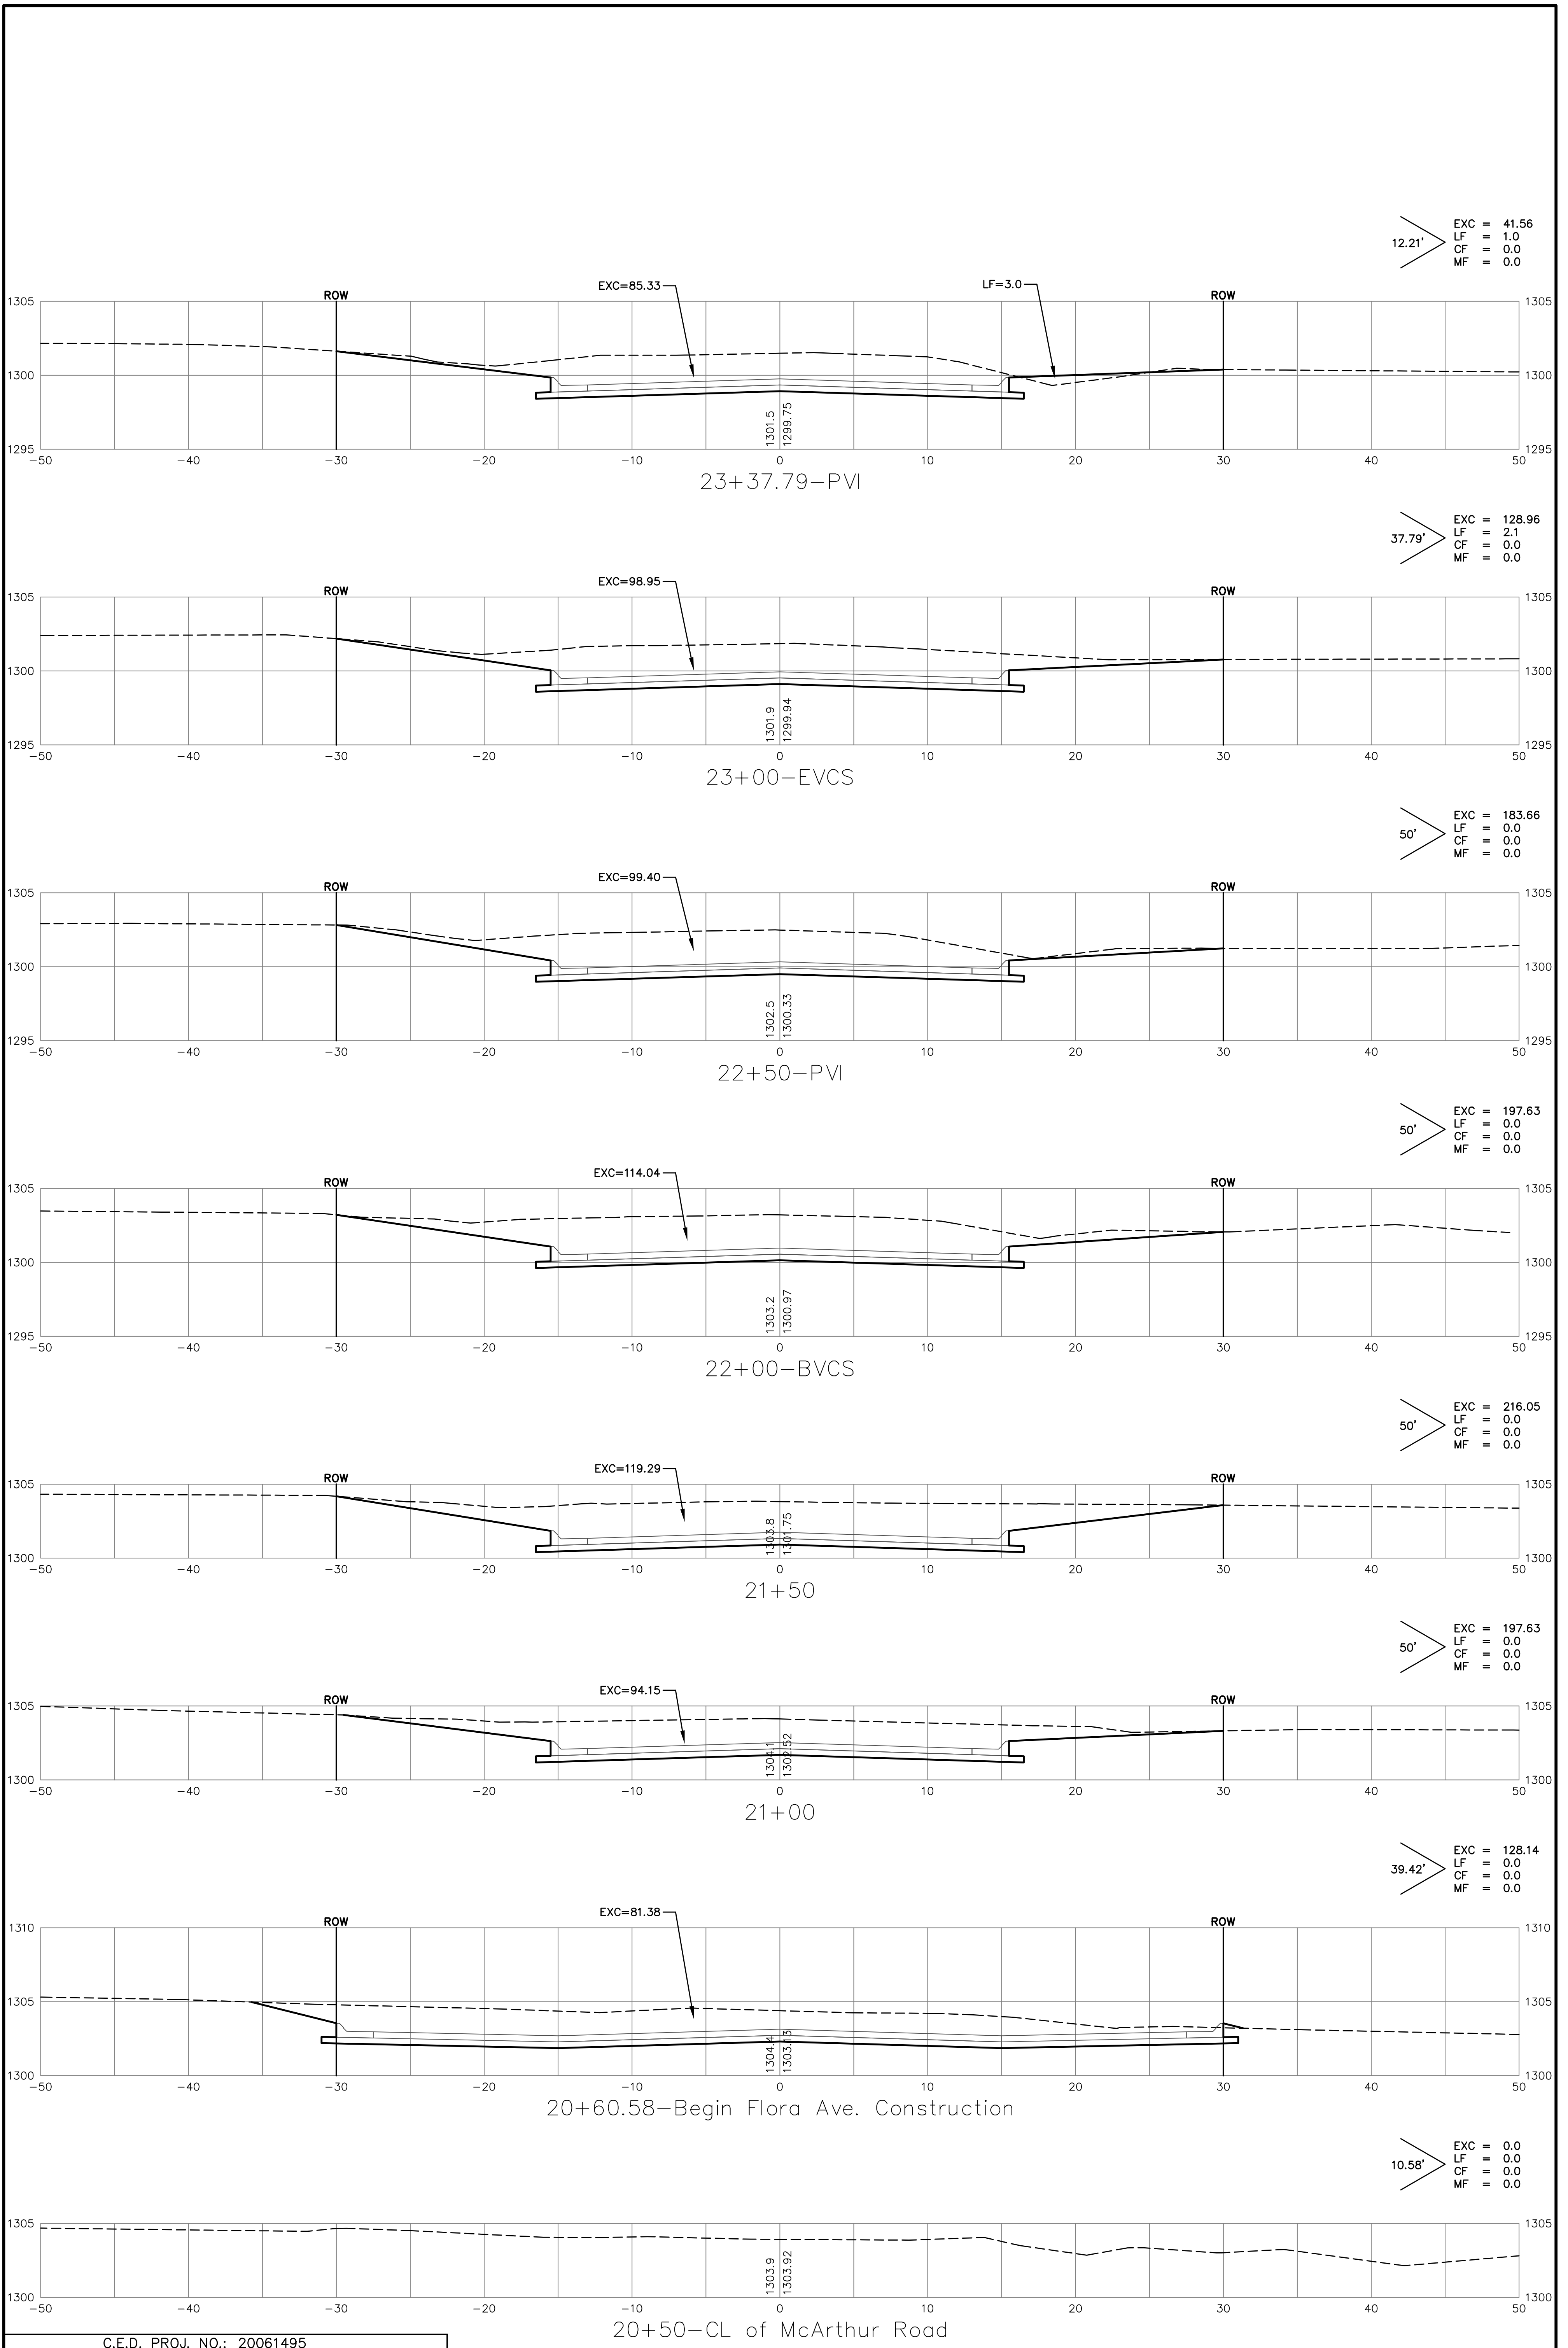 12.21' EXC = 41.56
LF = 1.0
CF = 0.0
MF = 0.0
EXC=85.33 LF=3.0
ROW ROW
1305 1305
1300 1300
1301.5 1299.75
1295 1295
-50 -40 -30 -20 -10 0 10 20 30 40 50
23+37.79-PVI
37.79' EXC = 128.96
LF = 2.1
CF = 0.0
MF = 0.0
EXC=98.95
ROW ROW
1305 1305
1300 1300
1301.9 1299.94
1295 1295
-50 -40 -30 -20 -10 0 10 20 30 40 50
23+00-EVCS
50' EXC = 183.66
LF = 0.0
CF = 0.0
MF = 0.0
EXC=99.40
ROW ROW
1305 1305
1300 1300
1302.5 1300.33
1295 1295
-50 -40 -30 -20 -10 0 10 20 30 40 50
22+50-PVI
50' EXC = 197.63
LF = 0.0
CF = 0.0
MF = 0.0
EXC=114.04
ROW ROW
1305 1305
1300 1300
1303.2 1300.97
1295 1295
-50 -40 -30 -20 -10 0 10 20 30 40 50
22+00-BVCS
50' EXC = 216.05
LF = 0.0
CF = 0.0
MF = 0.0
EXC=119.29
ROW ROW
1305 1305
1303.8 1301.75
1300 1300
-50 -40 -30 -20 -10 0 10 20 30 40 50
21+50
50' EXC = 197.63
LF = 0.0
CF = 0.0
MF = 0.0
EXC=94.15
ROW ROW
1305 1305
1304.1 1302.52
1300 1300
-50 -40 -30 -20 -10 0 10 20 30 40 50
21+00
39.42' EXC = 128.14
LF = 0.0
CF = 0.0
MF = 0.0
EXC=81.38
ROW ROW
1310 1310
1305 1305
1304.4 1303.13
1300 1300
-50 -40 -30 -20 -10 0 10 20 30 40 50
20+60.58-Begin Flora Ave. Construction
10.58' EXC = 0.0
LF = 0.0
CF = 0.0
MF = 0.0
1305 1305
1303.9 1303.92
1300 1300
-50 -40 -30 -20 -10 0 10 20 30 40 50
20+50-CL of McArthur Road
C.E.D. PROJ. NO.: 20061495